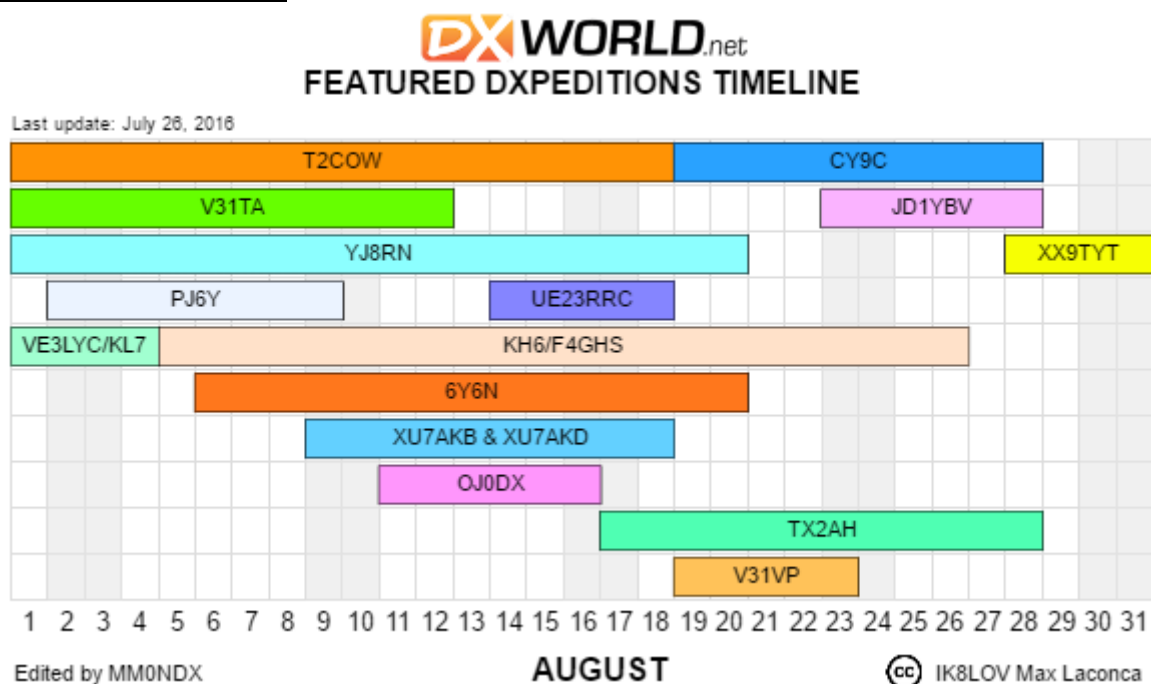 DX WORLD.net
FEATURED DXPEDITIONS TIMELINE
Last update: July 26, 2016
T2COW CY9C
V31TA JD1YBV
YJ8RN XX9TYT
PJ6Y UE23RRC
VE3LYC/KL7 KH6/F4GHS
6Y6N
XU7AKB & XU7AKD
OJ0DX
TX2AH
V31VP
1 2 3 4 5 6 7 8 9 10 11 12 13 14 15 16 17 18 19 20 21 22 23 24 25 26 27 28 29 30 31
Edited by MM0NDX AUGUST cc IK8LOV Max Laconca